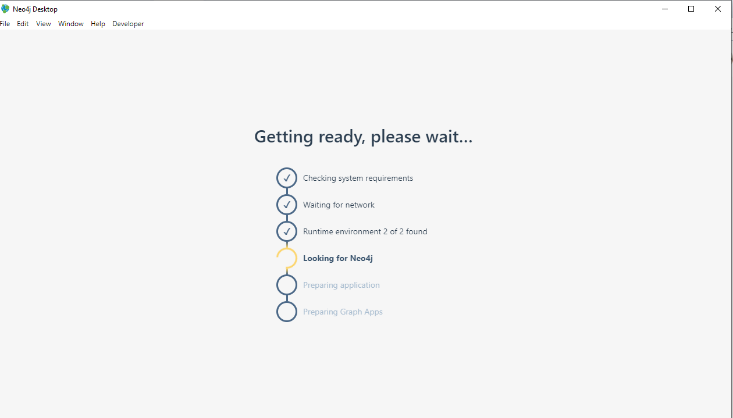 Neo4j Desktop
File Edit View Window Help Developer
Getting ready, please wait...
Checking system requirements
Waiting for network
Runtime environment 2 of 2 found
Looking for Neo4j
Preparing application
Preparing Graph Apps